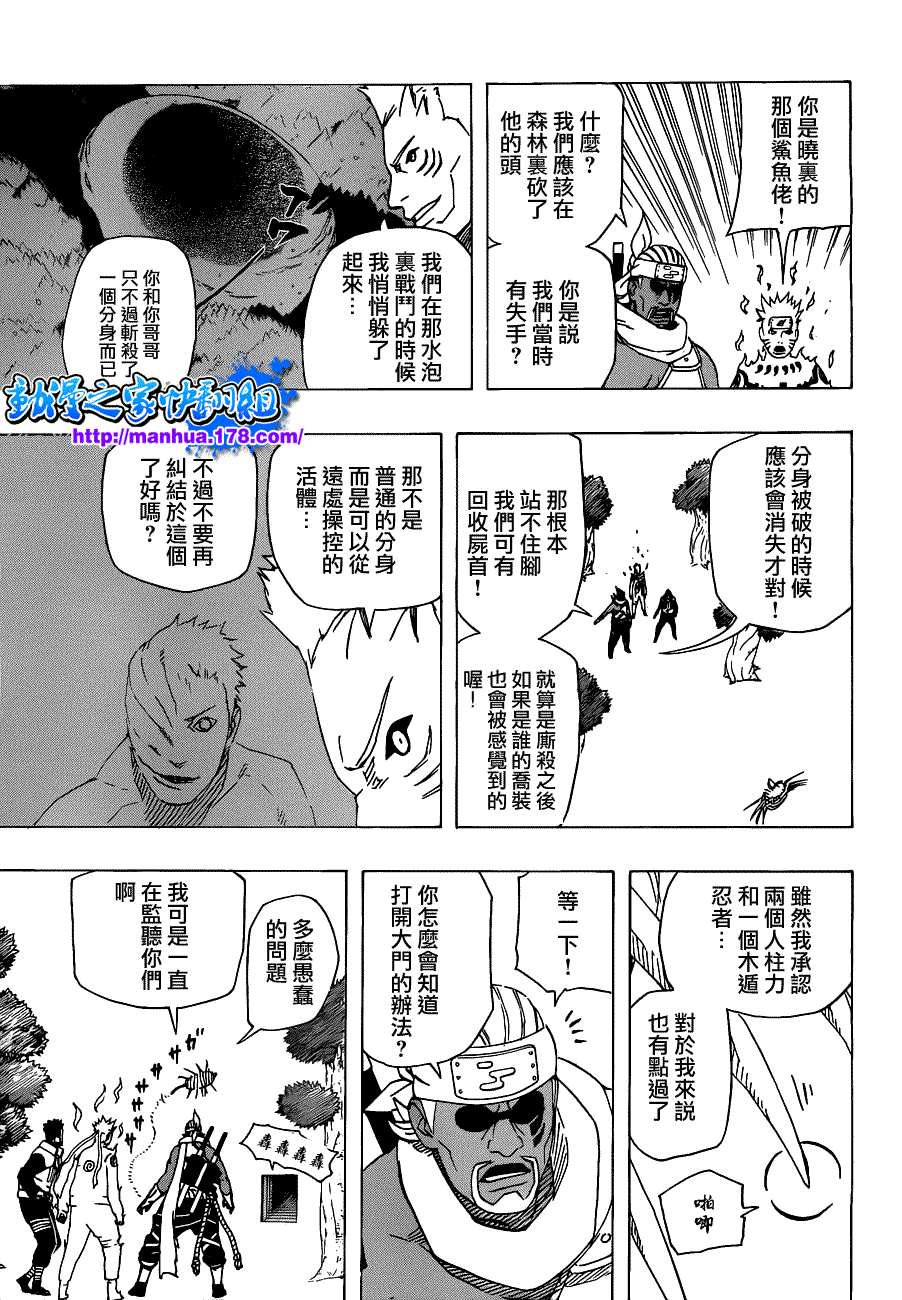 你是曉裏的
那個鯊魚佬！
什麼？
我們應該在
森林裏砍了
他的頭
你是說
我們當時
有失手？
我們在那水泡
裏戰鬥的時候
我悄悄躲了
起來…
你和你哥哥
只不過斬殺了
一個分身而已
動漫之家快翻組
http://manhua.178.com/
分身被破的時候
應該會消失才對！
那根本
站不住腳
我們可有
回收屍首！
就算是廝殺之後
如果是誰的喬裝
也會被感覺到的
喔！
那不是
普通的分身
而是可以從
遠處操控的
活體…
不過不要再
糾結於這個
了好嗎？
雖然我承認
兩個人柱力
和一個木遁
忍者…
對於我來說
也有點過了
啪唧
等一下！
你怎麼會知道
打開大門的辦法？
多麼愚蠢
的問題
我可是一直
在監聽你們
啊